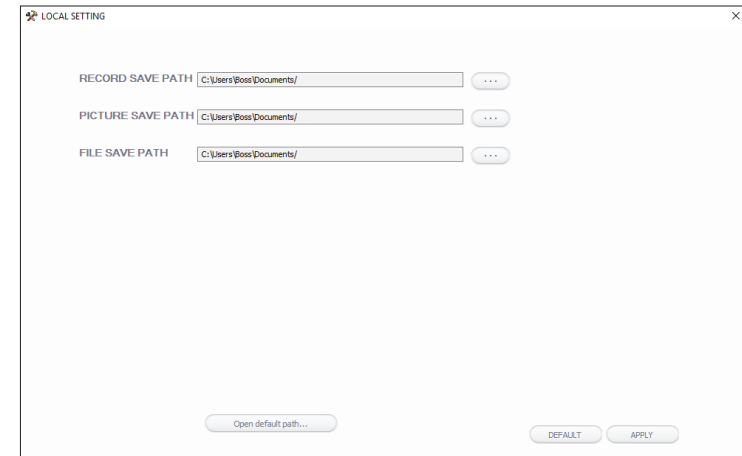 LOCAL SETTING
RECORD SAVE PATH C:\Users\Boss\Documents/ ...
PICTURE SAVE PATH C:\Users\Boss\Documents/ ...
FILE SAVE PATH C:\Users\Boss\Documents/ ...
Open default path...
DEFAULT APPLY